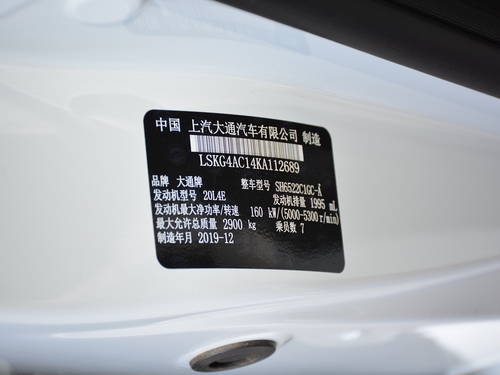 中国 上汽大通汽车有限公司 制造
LSKG4AC14KA112689
品牌 大通牌 整车型号 SH6522C1GC-A
发动机型号 20L4E 发动机排量 1995 mL
发动机最大净功率/转速 160 kW/(5000-5300 r/min)
最大允许总质量 2900 kg 乘员数 7
制造年月 2019-12